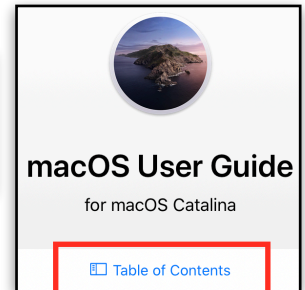 macOS User Guide
for macOS Catalina
Table of Contents